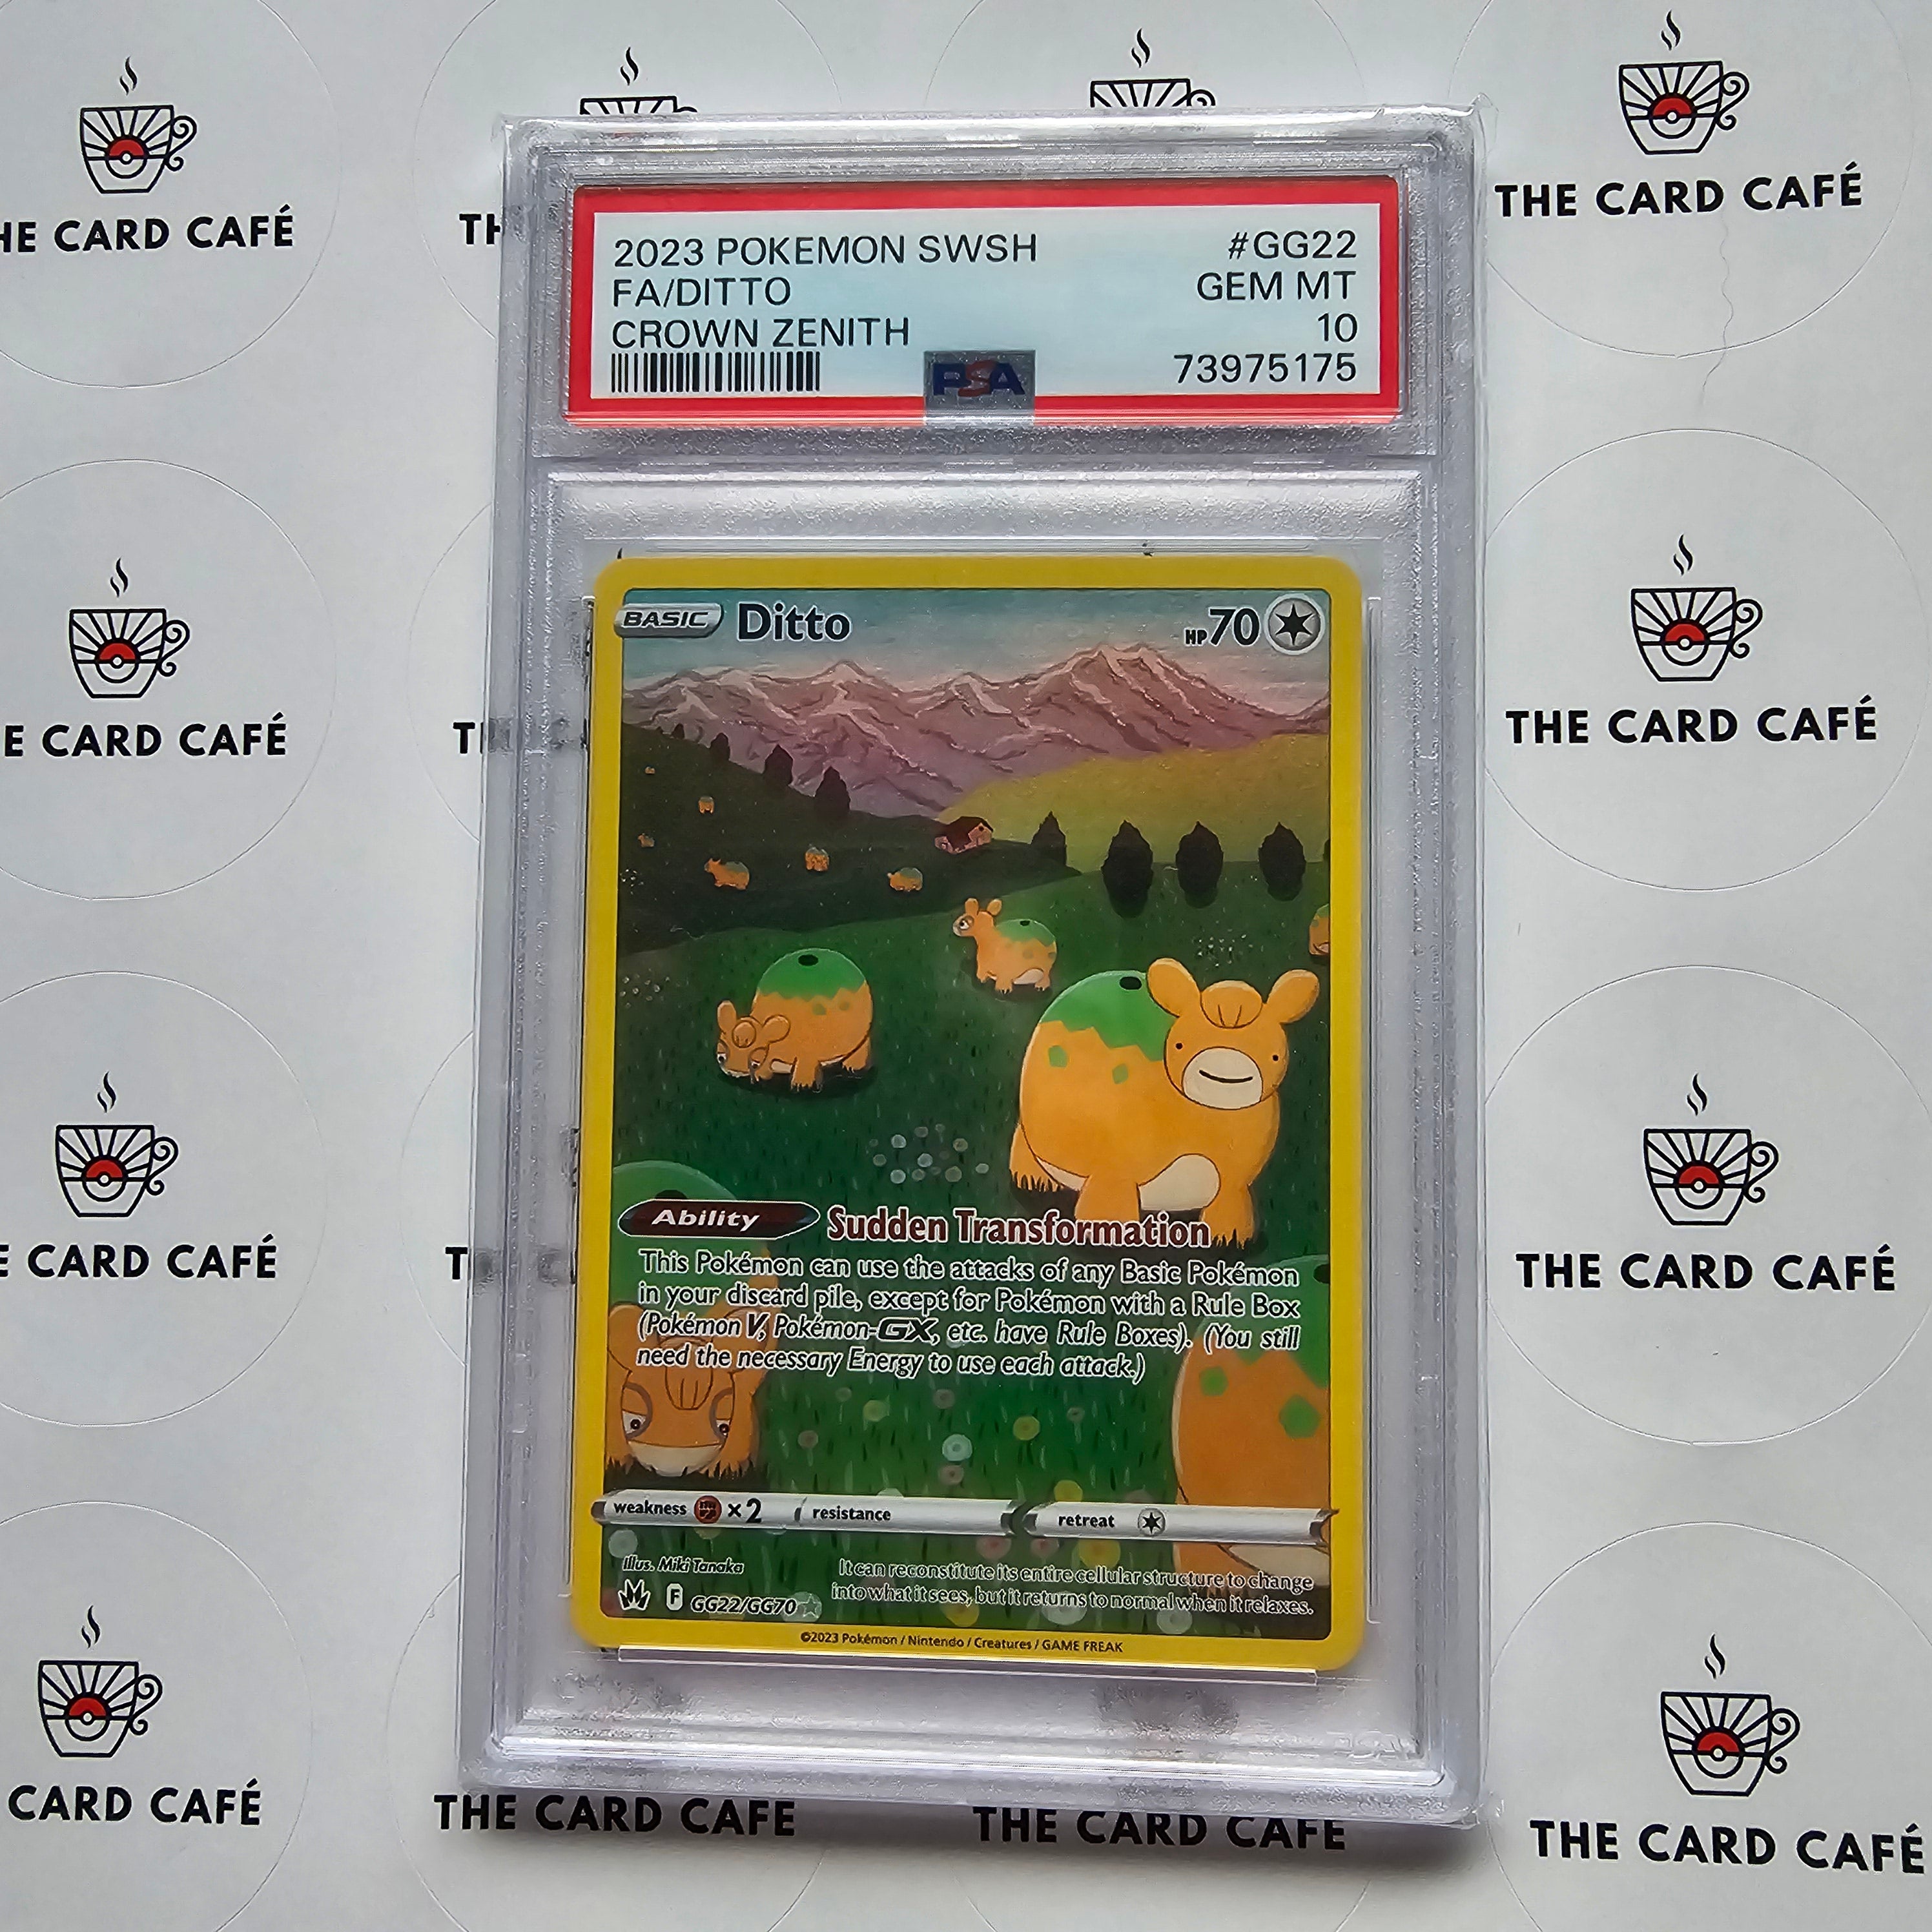 THE CARD CAFÉ
HE CARD CAFÉ
TH
2023 POKEMON SWSH #GG22
FA/DITTO GEM MT
CROWN ZENITH 10
PSA 73975175
BASIC Ditto HP 70
E CARD CAFÉ
TH
THE CARD CAFÉ
Ability Sudden Transformation
This Pokémon can use the attacks of any Basic Pokémon
in your discard pile, except for Pokémon with a Rule Box
(Pokémon V, Pokémon-GX, etc. have Rule Boxes). (You still
need the necessary Energy to use each attack.)
E CARD CAFÉ
T
THE CARD CAFÉ
weakness ×2 resistance retreat
Illus. Miki Tanaka
It can reconstitute its entire cellular structure to change
into what it sees, but it returns to normal when it relaxes.
F GG22/GG70
©2023 Pokémon / Nintendo / Creatures / GAME FREAK
CARD CAFÉ
THE CARD CAFE
THE CARD CAFÉ
THE CARD CAFÉ